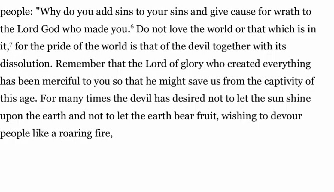 people: "Why do you add sins to your sins and give cause for wrath to
the Lord God who made you.⁶ Do not love the world or that which is in
it,⁷ for the pride of the world is that of the devil together with its
dissolution. Remember that the Lord of glory who created everything
has been merciful to you so that he might save us from the captivity of
this age. For many times the devil has desired not to let the sun shine
upon the earth and not to let the earth bear fruit, wishing to devour
people like a roaring fire,